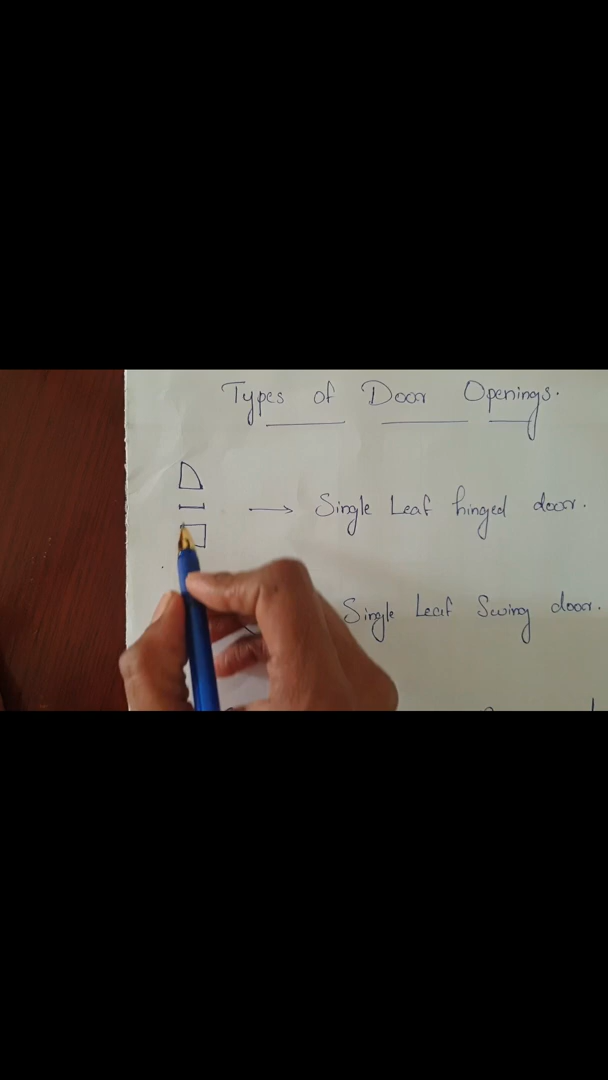 Types of Door Openings.
→ Single Leaf hinged door.
Single Leaf Swing door.